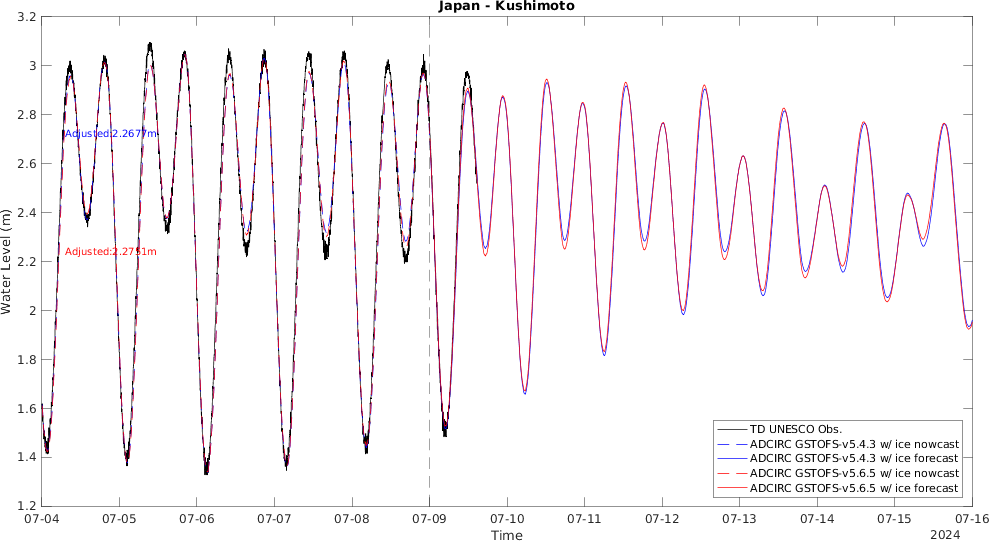 Japan - Kushimoto
3.2
3
2.8
2.6
2.4
2.2
2
1.8
1.6
1.4
1.2
Water Level (m)
Adjusted:2.2677m
Adjusted:2.2751m
TD UNESCO Obs.
ADCIRC GSTOFS-v5.4.3 w/ ice nowcast
ADCIRC GSTOFS-v5.4.3 w/ ice forecast
ADCIRC GSTOFS-v5.6.5 w/ ice nowcast
ADCIRC GSTOFS-v5.6.5 w/ ice forecast
07-04 07-05 07-06 07-07 07-08 07-09 07-10 07-11 07-12 07-13 07-14 07-15 07-16
Time
2024